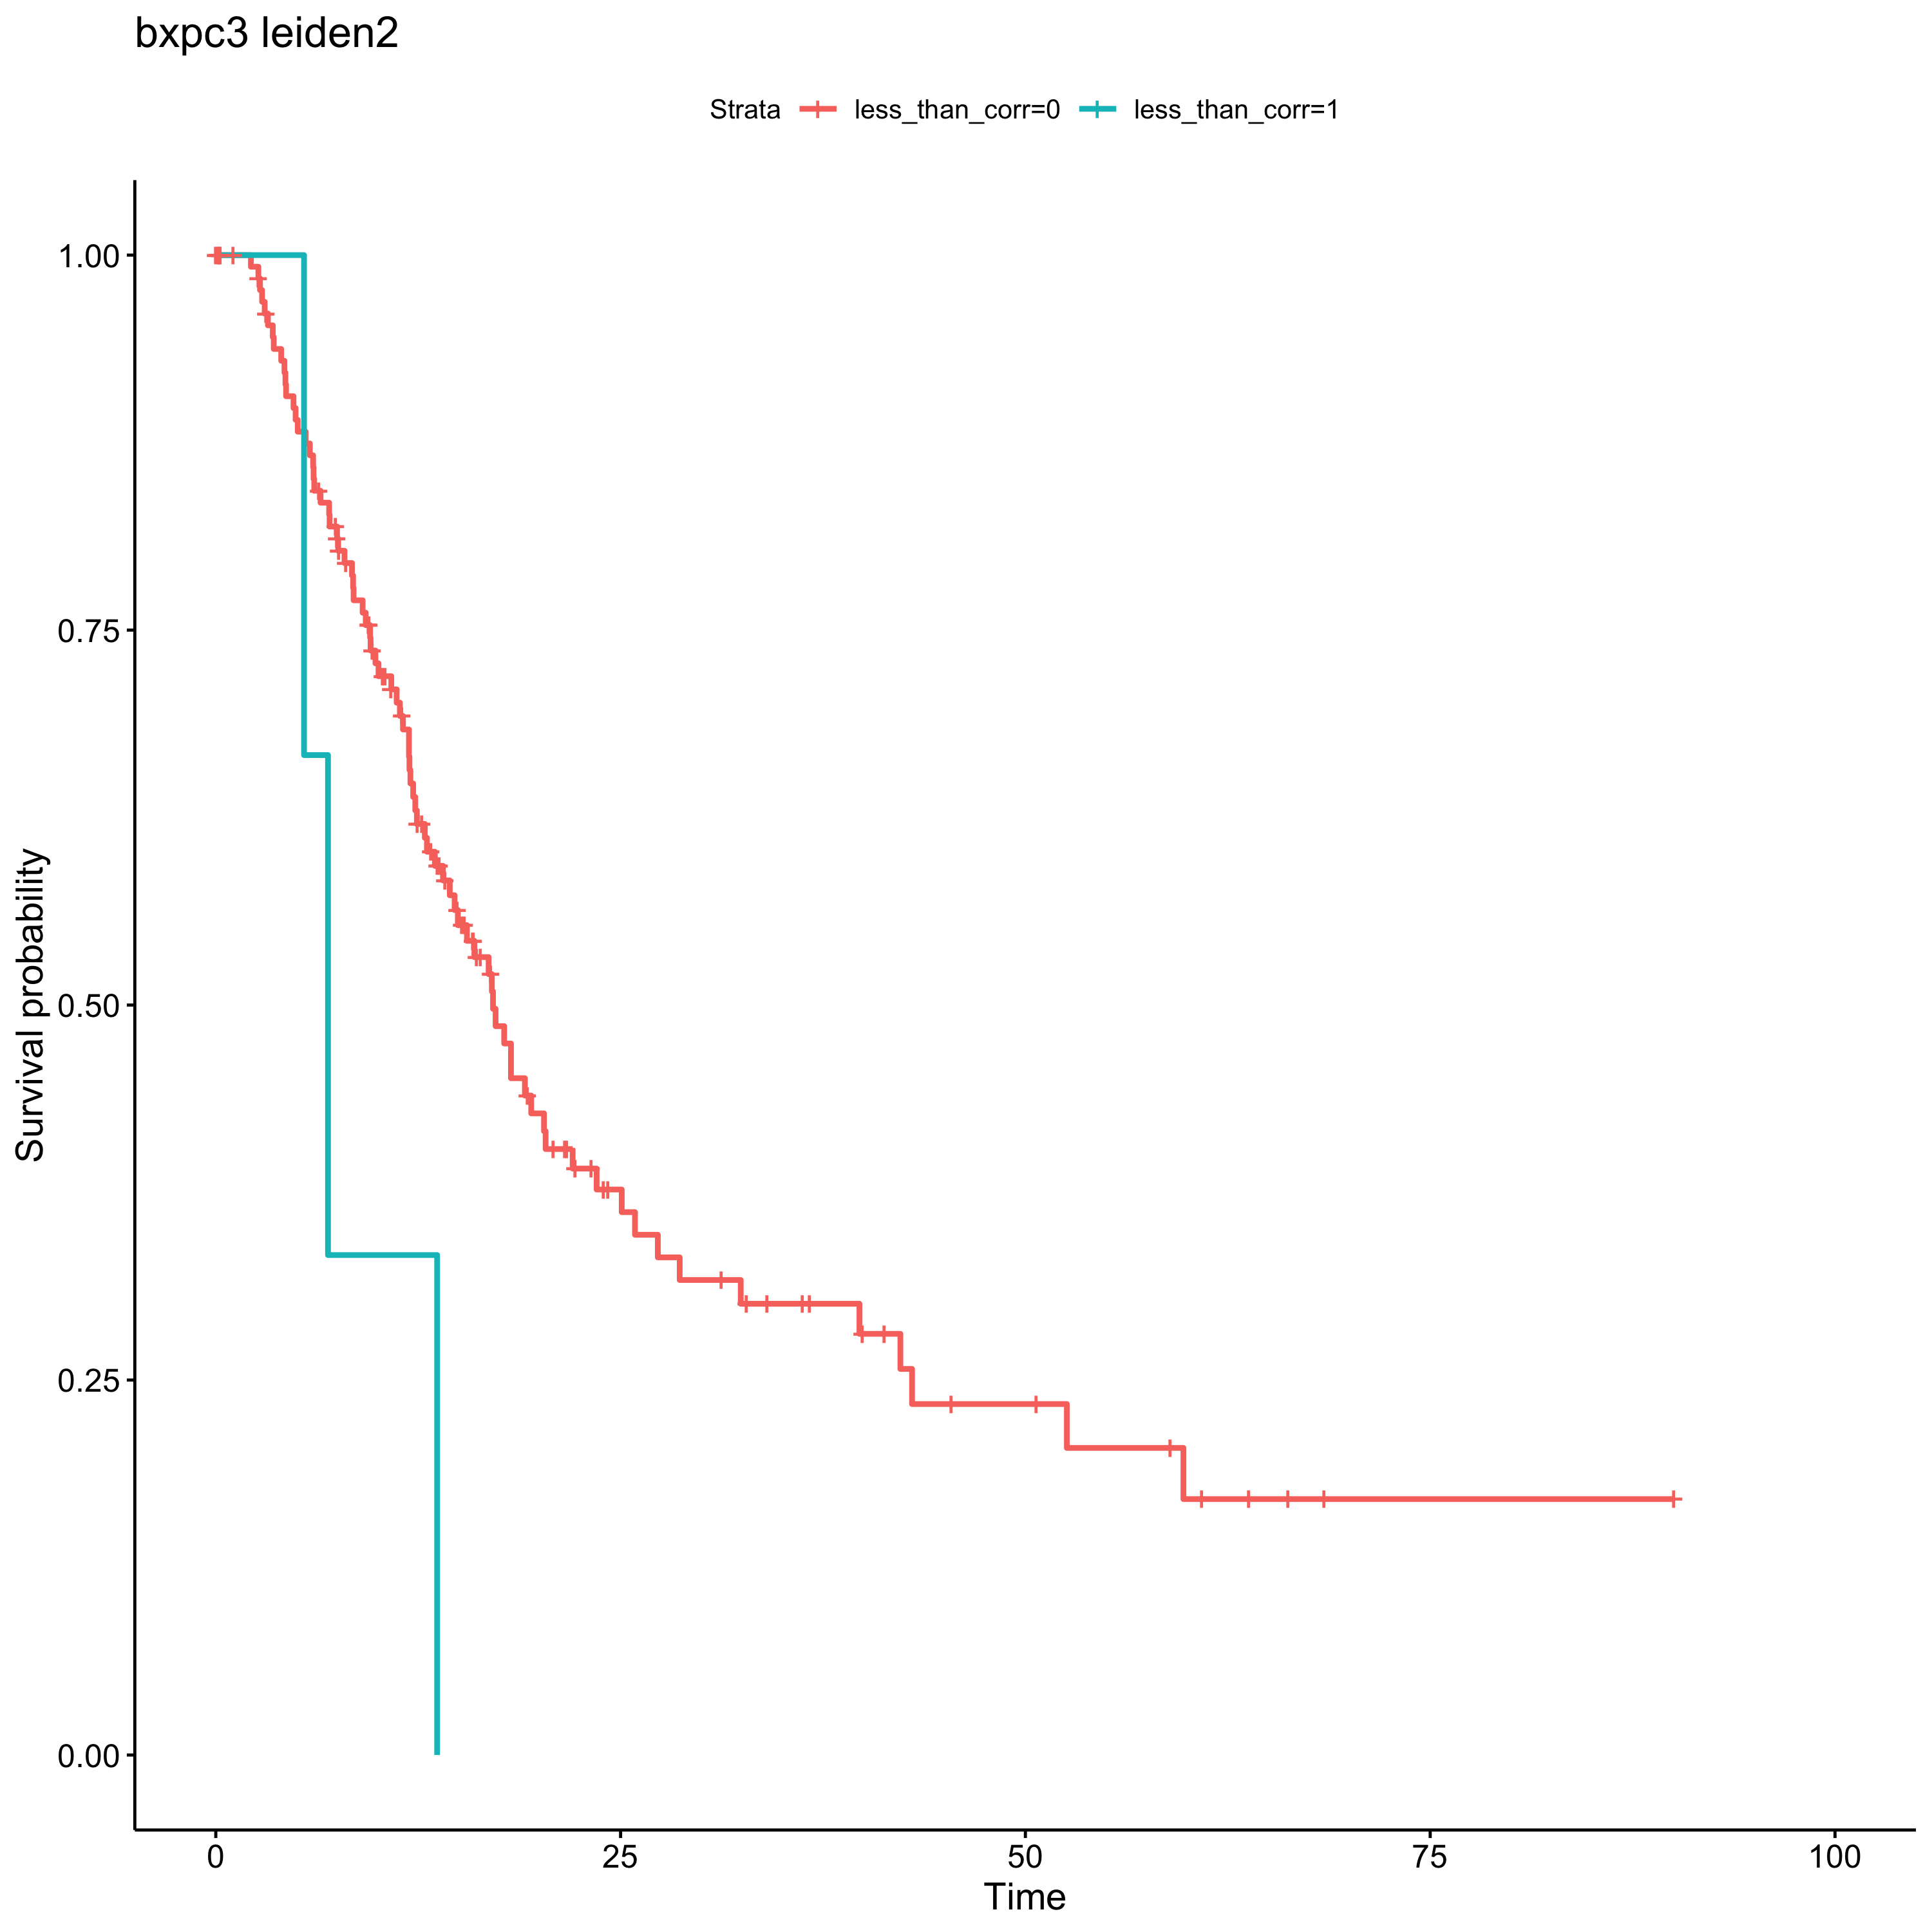 bxpc3 leiden2
Strata less_than_corr=0 less_than_corr=1
Survival probability
1.00
0.75
0.50
0.25
0.00
0 25 50 75 100
Time